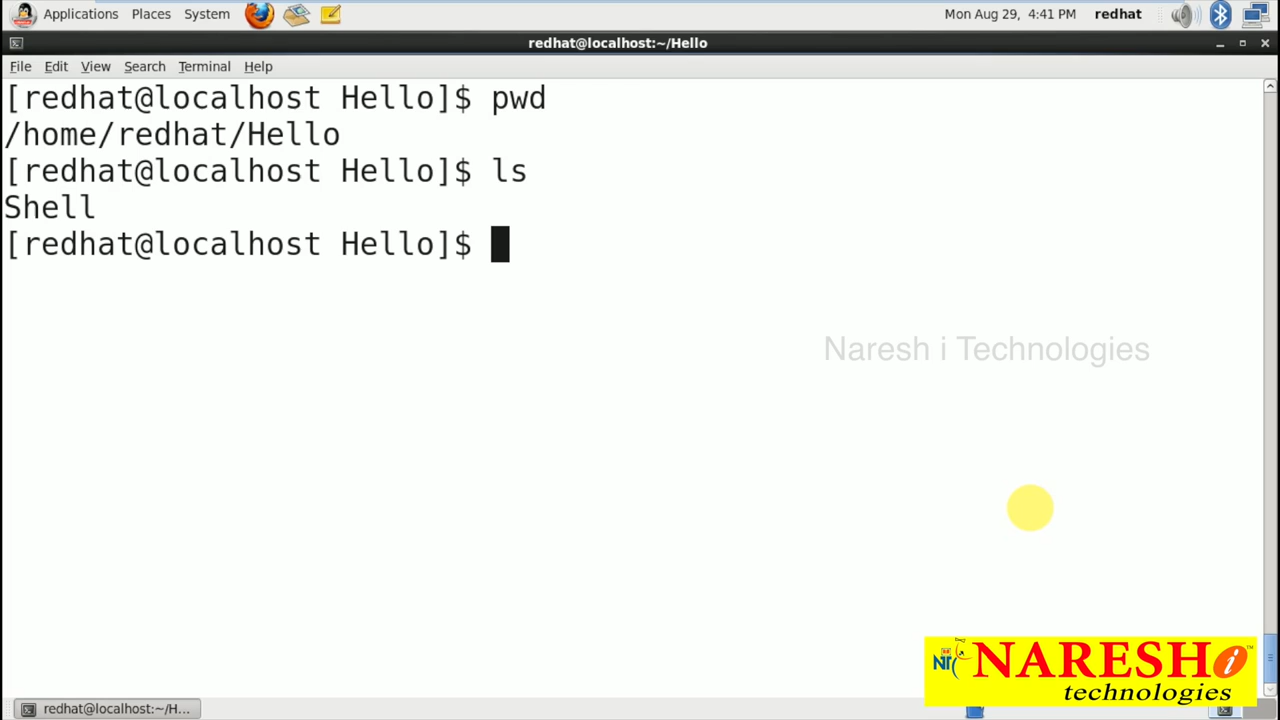 Applications Places System Mon Aug 29, 4:41 PM redhat
redhat@localhost:~/Hello
File Edit View Search Terminal Help
[redhat@localhost Hello]$ pwd
/home/redhat/Hello
[redhat@localhost Hello]$ ls
Shell
[redhat@localhost Hello]$
Naresh i Technologies
NARESH i
technologies
redhat@localhost:~/H...